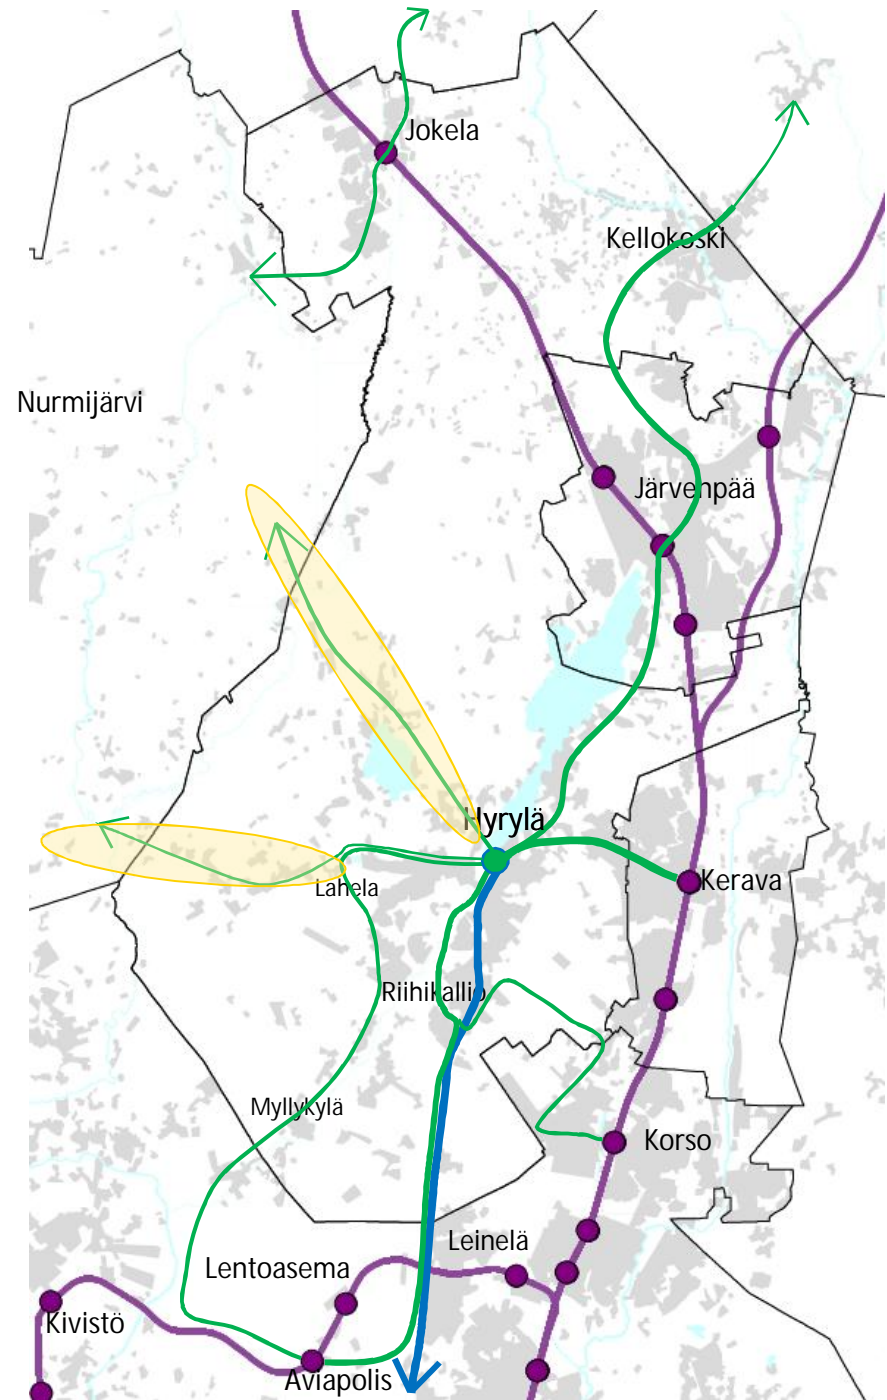 Jokela
Kellokoski
Nurmijärvi
Järvenpää
Hyrylä
Lahela
Kerava
Riihikallio
Myllykylä
Korso
Leinelä
Lentoasema
Kivistö
Aviapolis